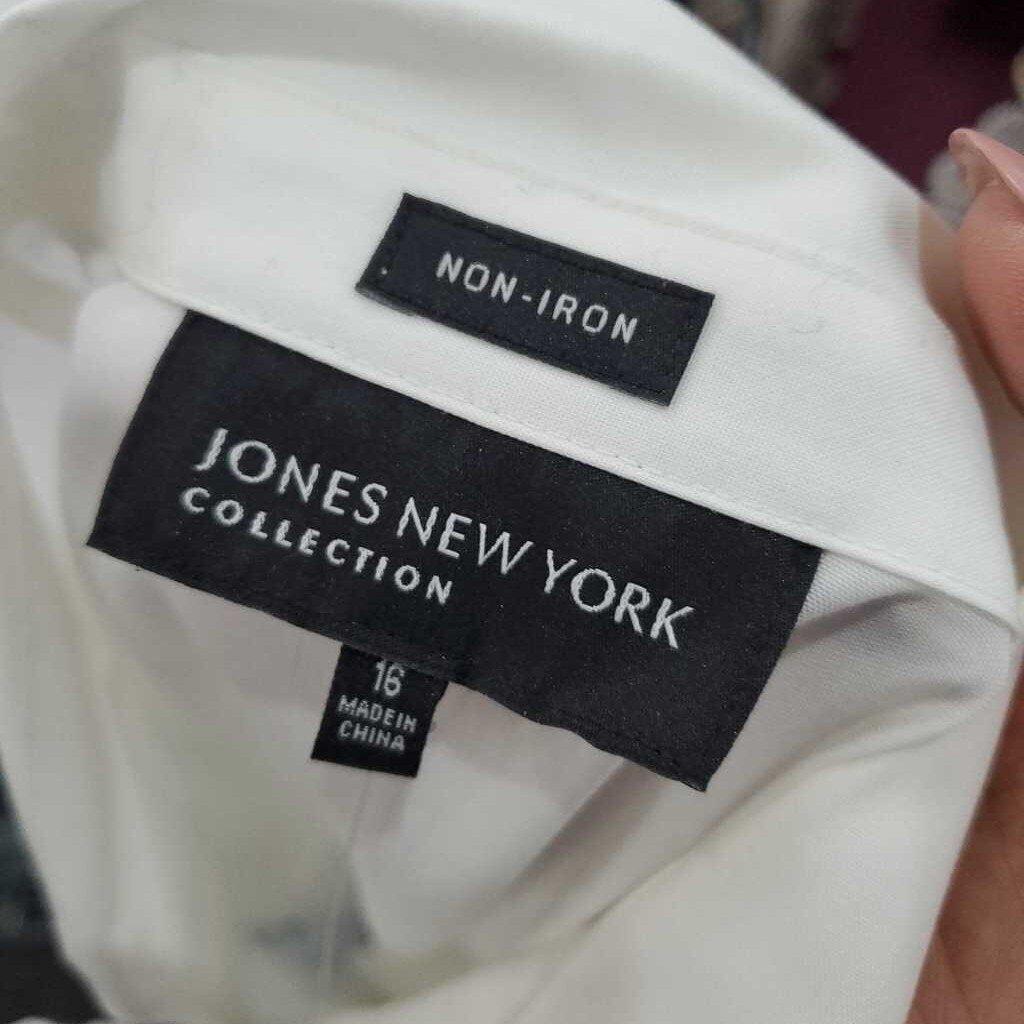 NON-IRON
JONES NEW YORK
COLLECTION
16
MADE IN
CHINA